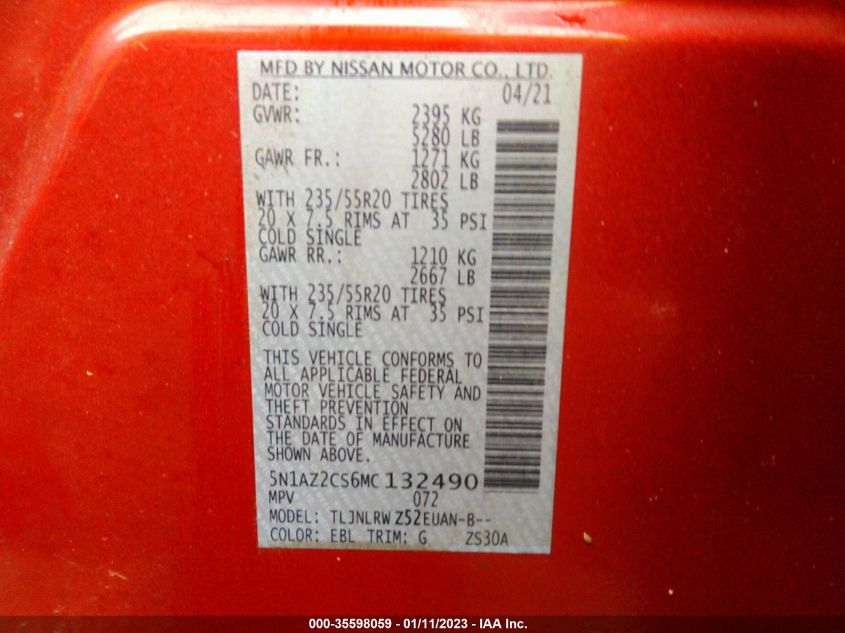 MFD BY NISSAN MOTOR CO., LTD.
DATE: 04/21
GVWR: 2395 KG
5280 LB
GAWR FR.: 1271 KG
2802 LB
WITH 235/55R20 TIRES
20 X 7.5 RIMS AT 35 PSI
COLD SINGLE
GAWR RR.: 1210 KG
2667 LB
WITH 235/55R20 TIRES
20 X 7.5 RIMS AT 35 PSI
COLD SINGLE
THIS VEHICLE CONFORMS TO
ALL APPLICABLE FEDERAL
MOTOR VEHICLE SAFETY AND
THEFT PREVENTION
STANDARDS IN EFFECT ON
THE DATE OF MANUFACTURE
SHOWN ABOVE.
5N1AZ2CS6MC132490
MPV 072
MODEL: TLJNLRW Z52EUAN-B--
COLOR: EBL TRIM: G ZS30A
000-35598059 - 01/11/2023 - IAA Inc.